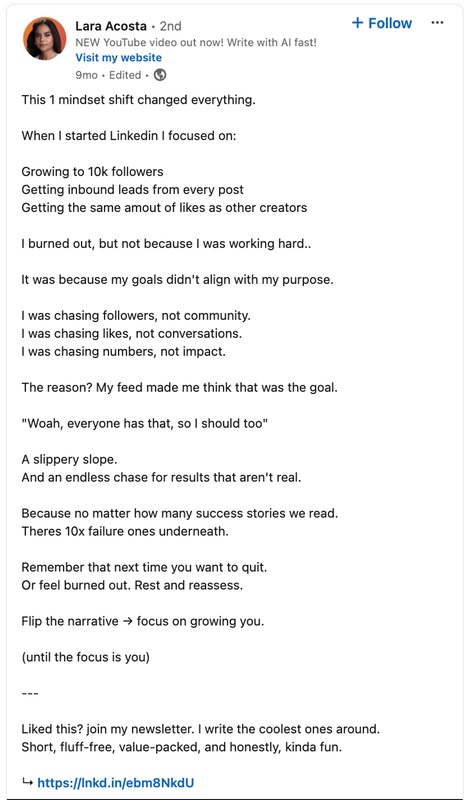 Lara Acosta • 2nd
+ Follow
...
NEW YouTube video out now! Write with AI fast!
Visit my website
9mo • Edited •
This 1 mindset shift changed everything.
When I started Linkedin I focused on:
Growing to 10k followers
Getting inbound leads from every post
Getting the same amout of likes as other creators
I burned out, but not because I was working hard..
It was because my goals didn't align with my purpose.
I was chasing followers, not community.
I was chasing likes, not conversations.
I was chasing numbers, not impact.
The reason? My feed made me think that was the goal.
"Woah, everyone has that, so I should too"
A slippery slope.
And an endless chase for results that aren't real.
Because no matter how many success stories we read.
Theres 10x failure ones underneath.
Remember that next time you want to quit.
Or feel burned out. Rest and reassess.
Flip the narrative → focus on growing you.
(until the focus is you)
---
Liked this? join my newsletter. I write the coolest ones around.
Short, fluff-free, value-packed, and honestly, kinda fun.
↳ https://lnkd.in/ebm8NkdU